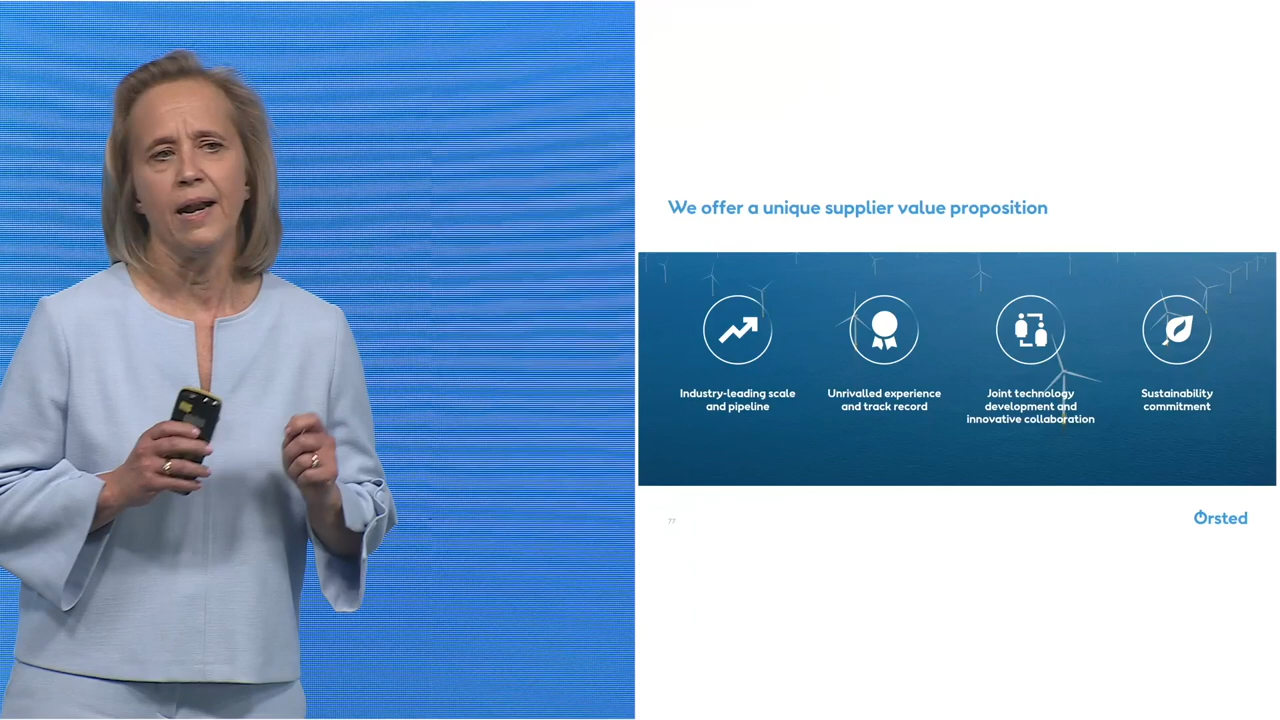 We offer a unique supplier value proposition
Industry-leading scale
and pipeline
Unrivalled experience
and track record
Joint technology
development and
innovative collaboration
Sustainability
commitment
77
Ørsted